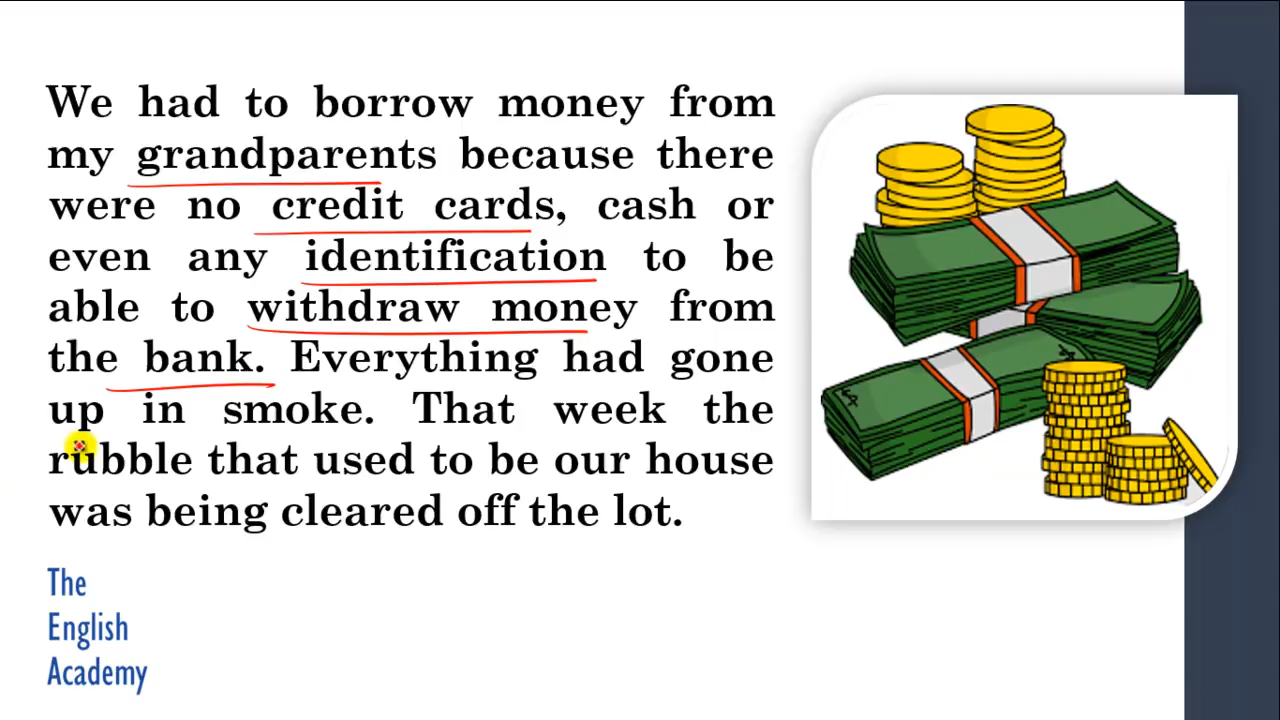 We had to borrow money from
my grandparents because there
were no credit cards, cash or
even any identification to be
able to withdraw money from
the bank. Everything had gone
up in smoke. That week the
rubble that used to be our house
was being cleared off the lot.
The
English
Academy